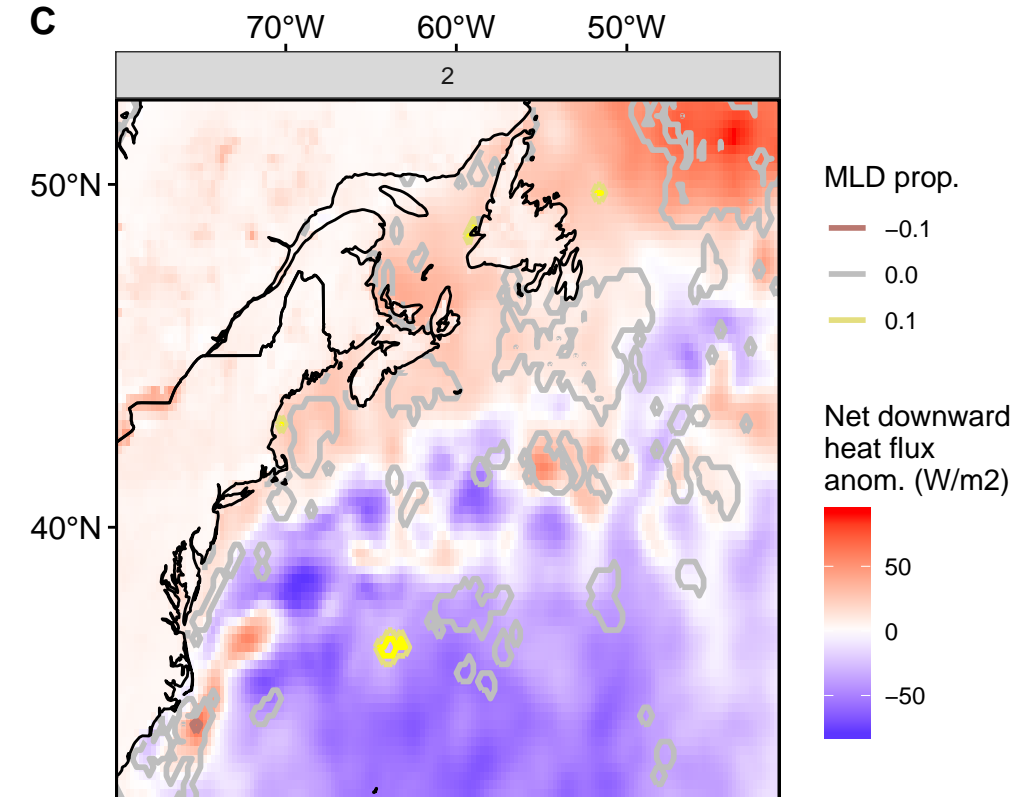 C
70°W 60°W 50°W
2
50°N
40°N
MLD prop.
−0.1
0.0
0.1
Net downward
heat flux
anom. (W/m2)
50
0
−50